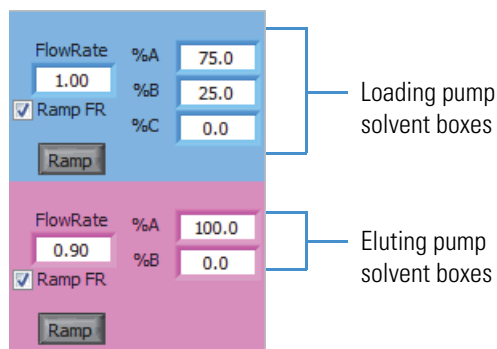 FlowRate %A 75.0
1.00 %B 25.0
Ramp FR %C 0.0
Ramp
Loading pump
solvent boxes
FlowRate %A 100.0
0.90 %B 0.0
Ramp FR
Ramp
Eluting pump
solvent boxes